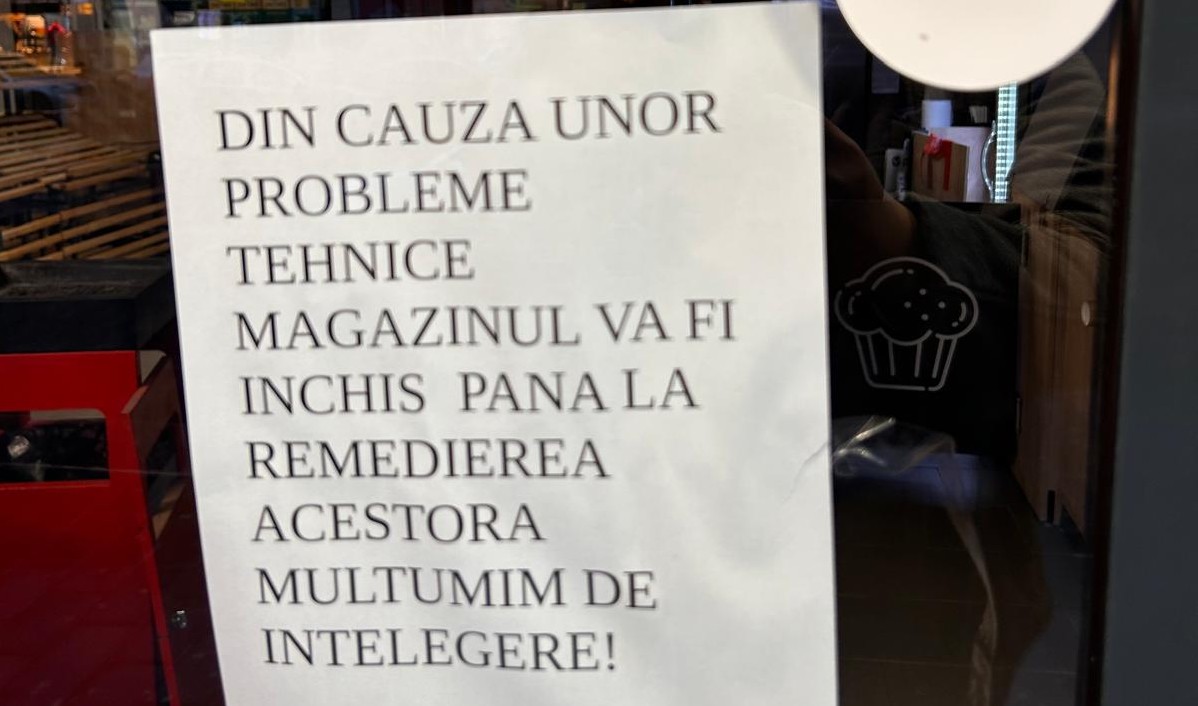 DIN CAUZA UNOR
PROBLEME
TEHNICE
MAGAZINUL VA FI
INCHIS PANA LA
REMEDIEREA
ACESTORA
MULTUMIM DE
INTELEGERE!